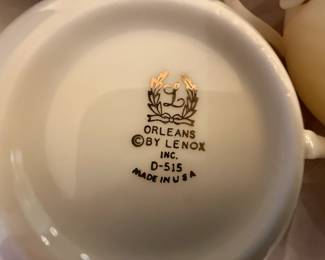 L
ORLEANS
© BY LENOX
INC.
D-515
MADE IN U S A